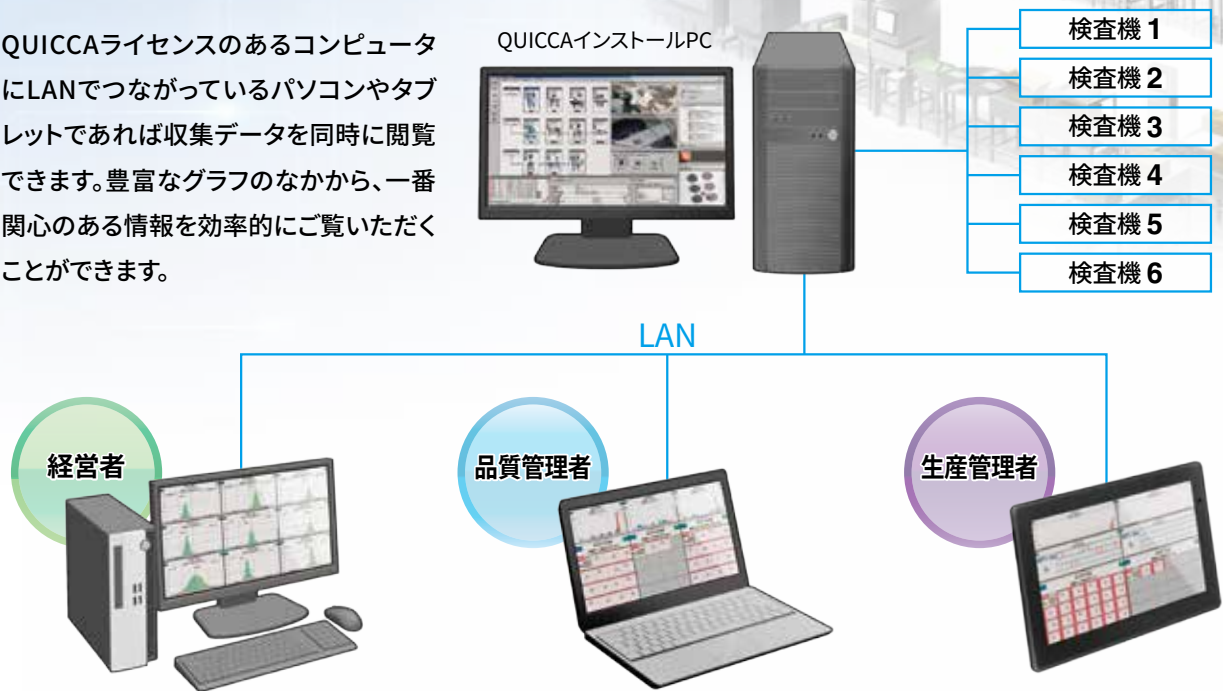 QUICCAライセンスのあるコンピュータ
にLANでつながっているパソコンやタブ
レットであれば収集データを同時に閲覧
できます。豊富なグラフのなかから、一番
関心のある情報を効率的にご覧いただく
ことができます。
QUICCAインストールPC
検査機 1
検査機 2
検査機 3
検査機 4
検査機 5
検査機 6
LAN
経営者
品質管理者
生産管理者